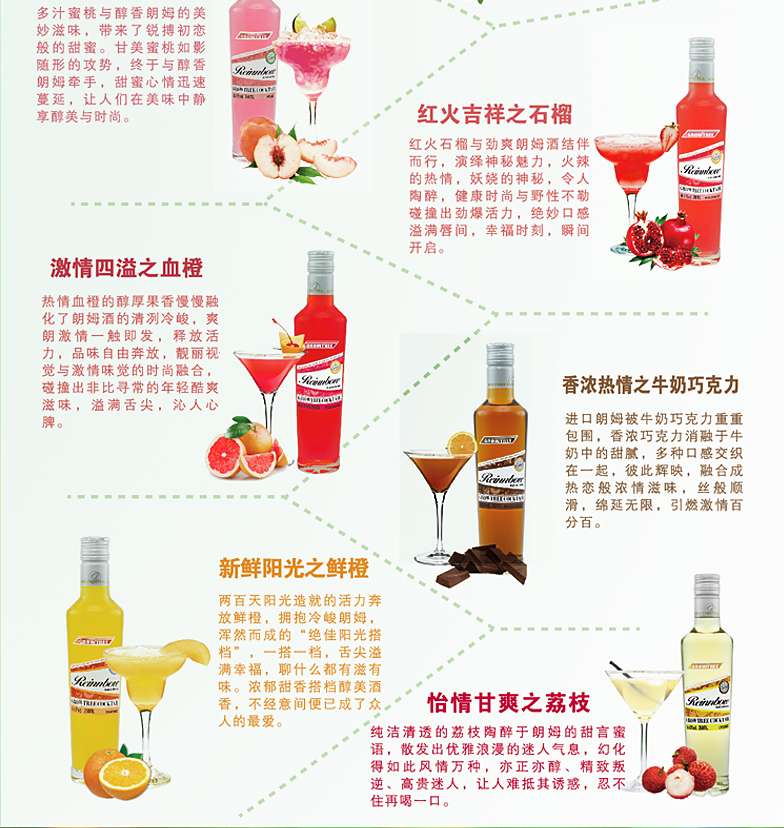 多汁蜜桃与醇香朗姆的美
妙滋味，带来了锐搏初恋
般的甜蜜。甘美蜜桃如影
随形的攻势，终于与醇香
朗姆牵手，甜蜜心情迅速
蔓延，让人们在美味中静
享醇美与时尚。
Reinnbow
红火吉祥之石榴
红火石榴与劲爽朗姆酒结伴
而行，演绎神秘魅力，火辣
的热情，妖娆的神秘，令人
陶醉，健康时尚与野性不勒
碰撞出劲爆活力，绝妙口感
溢满唇间，幸福时刻，瞬间
开启。
Reinnbow
激情四溢之血橙
热情血橙的醇厚果香慢慢融
化了朗姆酒的清冽冷峻，爽
朗激情一触即发，释放活
力，品味自由奔放，靓丽视
觉与激情味觉的时尚融合，
碰撞出非比寻常的年轻酷爽
滋味，溢满舌尖，沁人心
脾。
Reinnbow
香浓热情之牛奶巧克力
进口朗姆被牛奶巧克力重重
包围，香浓巧克力消融于牛
奶中的甜腻，多种口感交织
在一起，彼此辉映，融合成
热恋般浓情滋味，丝般顺
滑，绵延无限，引燃激情百
分百。
Reinnbow
新鲜阳光之鲜橙
两百天阳光造就的活力奔
放鲜橙，拥抱冷峻朗姆，
浑然而成的“绝佳阳光搭
档”，一搭一档，舌尖溢
满幸福，聊什么都有滋有
味。浓郁甜香搭档醇美酒
香，不经意间便已成了众
人的最爱。
Reinnbow
怡情甘爽之荔枝
纯洁清透的荔枝陶醉于朗姆的甜言蜜
语，散发出优雅浪漫的迷人气息，幻化
得如此风情万种，亦正亦醇、精致叛
逆、高贵迷人，让人难抵其诱惑，忍不
住再喝一口。
Reinnbow